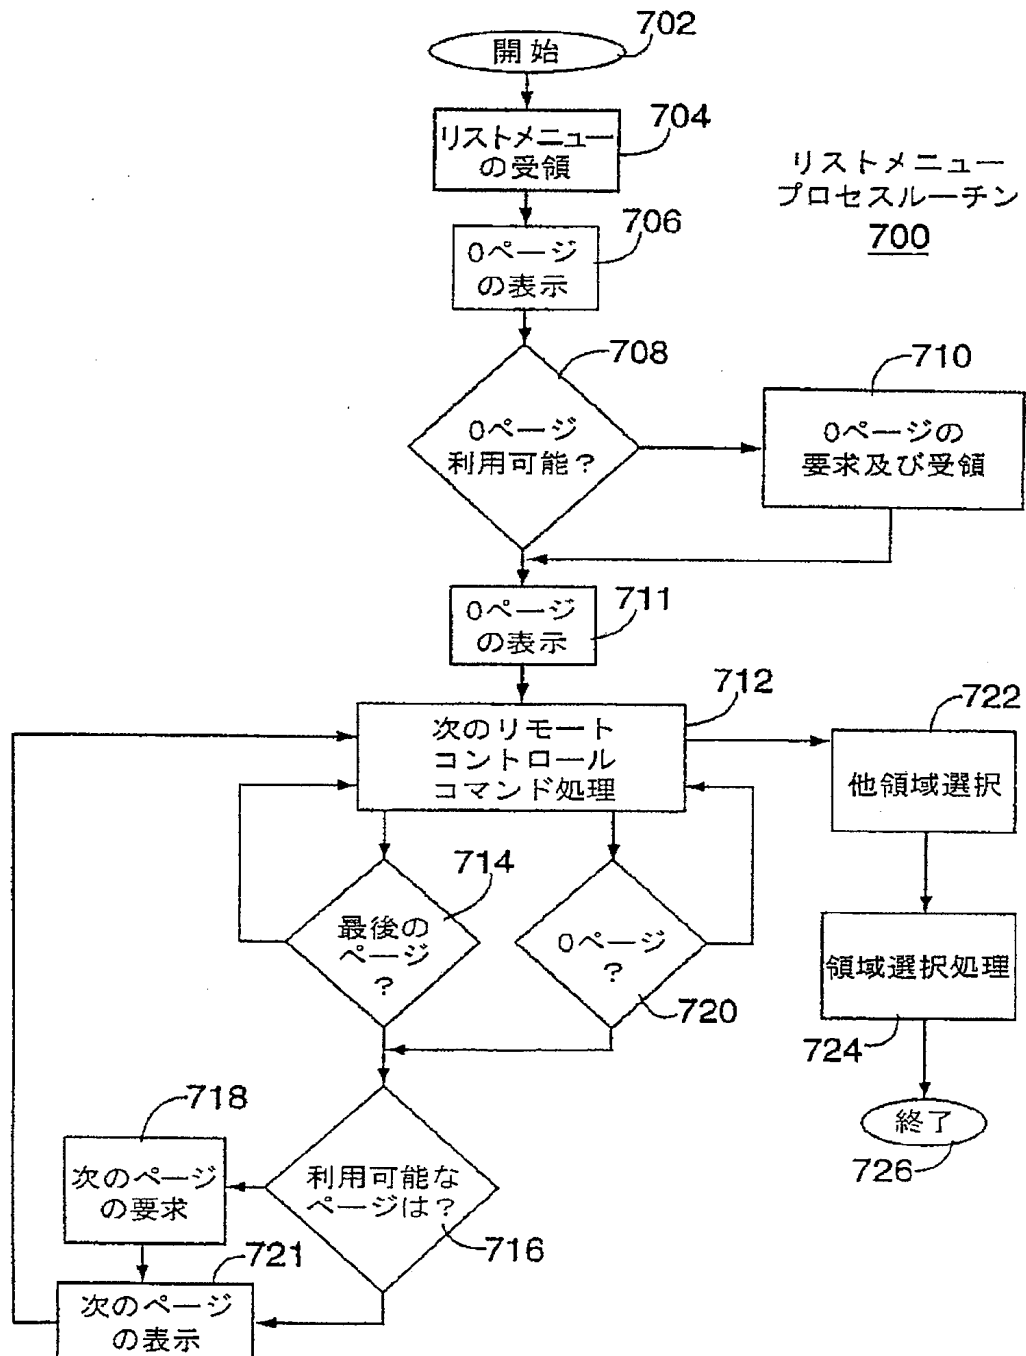 702
開始
704
リストメニュー
の受領
リストメニュー
プロセスルーチン
700
706
0ページ
の表示
708
0ページ
利用可能?
710
0ページの
要求及び受領
711
0ページ
の表示
712
次のリモート
コントロール
コマンド処理
722
他領域選択
714
最後の
ページ
?
0ページ
?
720
領域選択処理
724
終了
726
718
次のページ
の要求
利用可能な
ページは?
716
721
次のページ
の表示